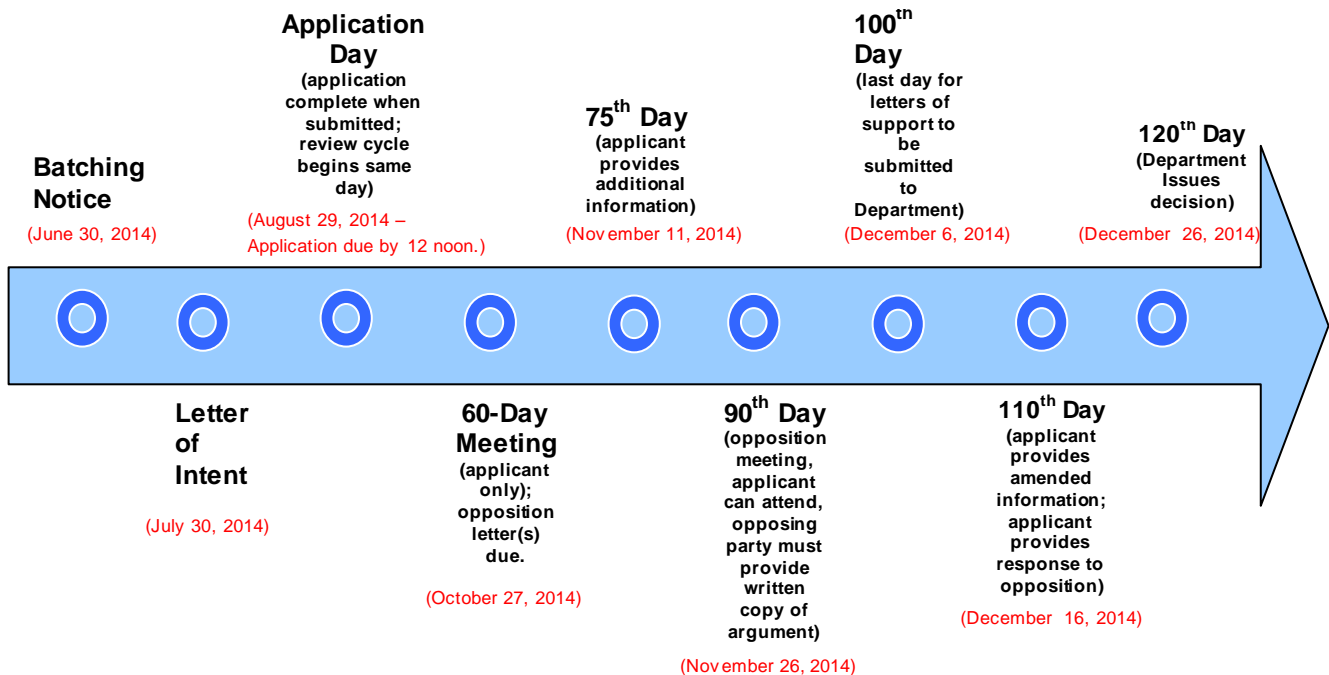 Batching
Notice
(June 30, 2014)
Letter
of
Intent
(July 30, 2014)
Application
Day
(application
complete when
submitted;
review cycle
begins same
day)
(August 29, 2014 –
Application due by 12 noon.)
60-Day
Meeting
(applicant
only);
opposition
letter(s)
due.
(October 27, 2014)
75th Day
(applicant
provides
additional
information)
(November 11, 2014)
90th Day
(opposition
meeting,
applicant
can attend,
opposing
party must
provide
written
copy of
argument)
(November 26, 2014)
100th
Day
(last day for
letters of
support to
be
submitted
to
Department)
(December 6, 2014)
110th Day
(applicant
provides
amended
information;
applicant
provides
response to
opposition)
(December 16, 2014)
120th Day
(Department
Issues
decision)
(December 26, 2014)